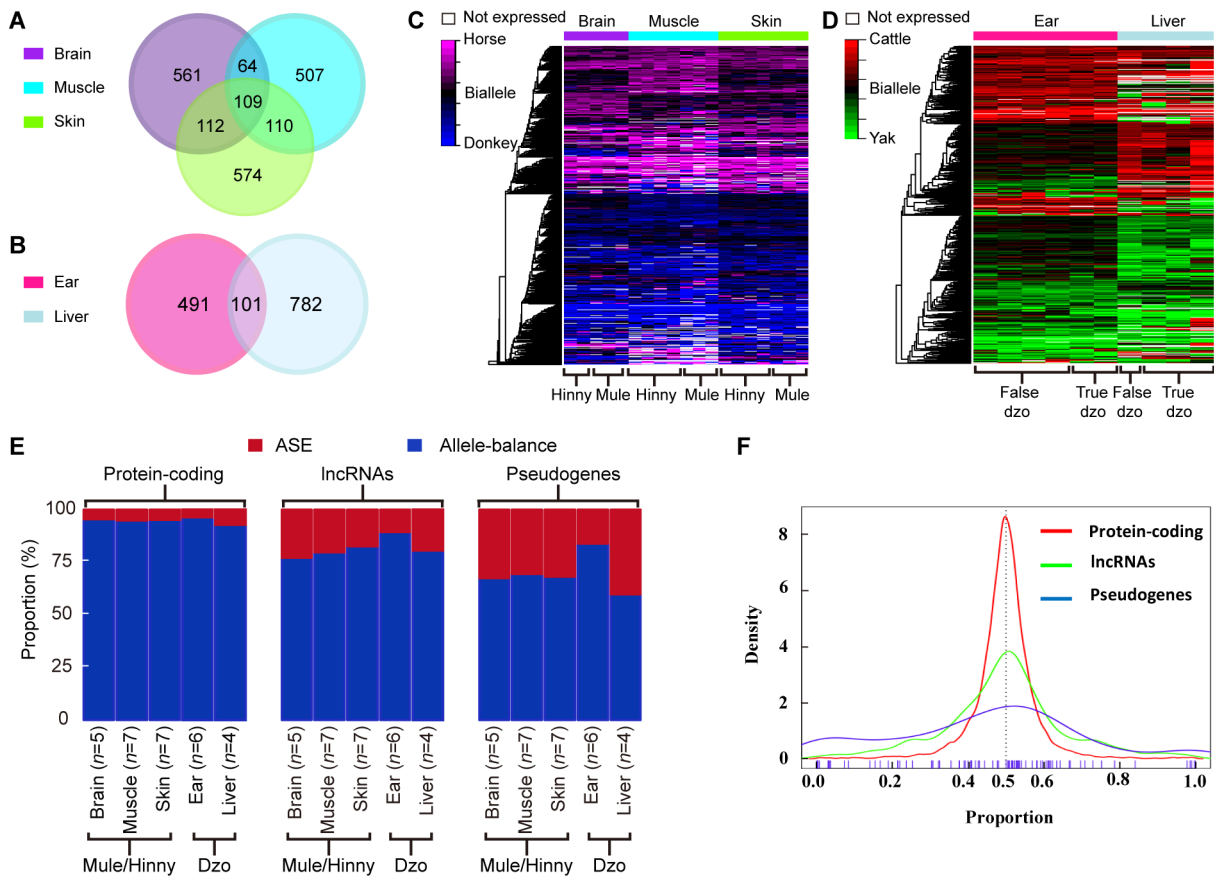 A
Brain
Muscle
Skin
561
64
507
109
112
110
574
B
Ear
Liver
491
101
782
C
Not expressed
Horse
Biallele
Donkey
Brain
Muscle
Skin
Hinny
Mule
Hinny
Mule
Hinny
Mule
D
Not expressed
Cattle
Biallele
Yak
Ear
Liver
False
dzo
True
dzo
False
dzo
True
dzo
E
ASE
Allele-balance
Protein-coding
lncRNAs
Pseudogenes
Proportion (%)
100
75
50
25
0
Brain (n=5)
Muscle (n=7)
Skin (n=7)
Ear (n=6)
Liver (n=4)
Brain (n=5)
Muscle (n=7)
Skin (n=7)
Ear (n=6)
Liver (n=4)
Brain (n=5)
Muscle (n=7)
Skin (n=7)
Ear (n=6)
Liver (n=4)
Mule/Hinny
Dzo
Mule/Hinny
Dzo
Mule/Hinny
Dzo
F
Protein-coding
lncRNAs
Pseudogenes
Density
8
6
4
2
0
0.0
0.2
0.4
0.5
0.6
0.8
1.0
Proportion